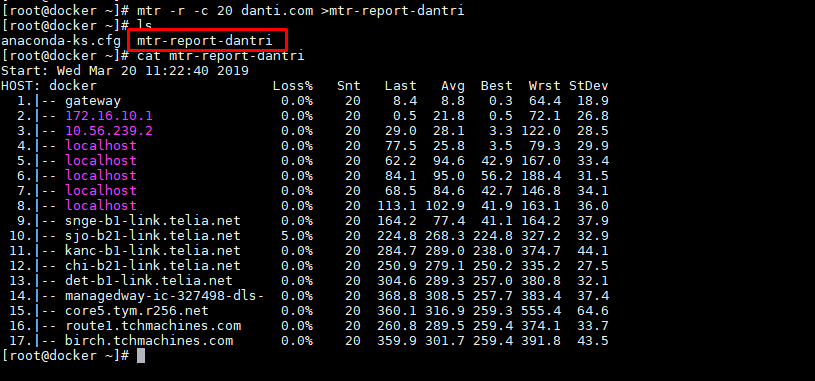 [root@docker ~]# mtr -r -c 20 danti.com >mtr-report-dantri
[root@docker ~]# ls
anaconda-ks.cfg  mtr-report-dantri
[root@docker ~]# cat mtr-report-dantri
Start: Wed Mar 20 11:22:40 2019
HOST: docker                      Loss%   Snt   Last   Avg  Best  Wrst StDev
  1.|-- gateway                    0.0%    20    8.4   8.8   0.3  64.4  18.9
  2.|-- 172.16.10.1                0.0%    20    0.5  21.8   0.5  72.1  26.8
  3.|-- 10.56.239.2                0.0%    20   29.0  28.1   3.3 122.0  28.5
  4.|-- localhost                  0.0%    20   77.5  25.8   3.5  79.3  29.9
  5.|-- localhost                  0.0%    20   62.2  94.6  42.9 167.0  33.4
  6.|-- localhost                  0.0%    20   84.1  95.0  56.2 188.4  31.5
  7.|-- localhost                  0.0%    20   68.5  84.6  42.7 146.8  34.1
  8.|-- localhost                  0.0%    20  113.1 102.9  41.9 163.1  36.0
  9.|-- snge-b1-link.telia.net     0.0%    20  164.2  77.4  41.1 164.2  37.9
 10.|-- sjo-b21-link.telia.net     5.0%    20  224.8 268.3 224.8 327.2  32.9
 11.|-- kanc-b1-link.telia.net     0.0%    20  284.7 289.0 238.0 374.7  44.1
 12.|-- chi-b21-link.telia.net     0.0%    20  250.9 279.1 250.2 335.2  27.5
 13.|-- det-b1-link.telia.net      0.0%    20  304.6 289.3 257.0 380.8  32.1
 14.|-- managedway-ic-327498-dls-  0.0%    20  368.8 308.5 257.7 383.4  37.4
 15.|-- core5.tym.r256.net         0.0%    20  360.1 316.9 259.3 555.4  64.6
 16.|-- route1.tchmachines.com     0.0%    20  260.8 289.5 259.4 374.1  33.7
 17.|-- birch.tchmachines.com      0.0%    20  359.9 301.7 259.4 391.8  43.5
[root@docker ~]#